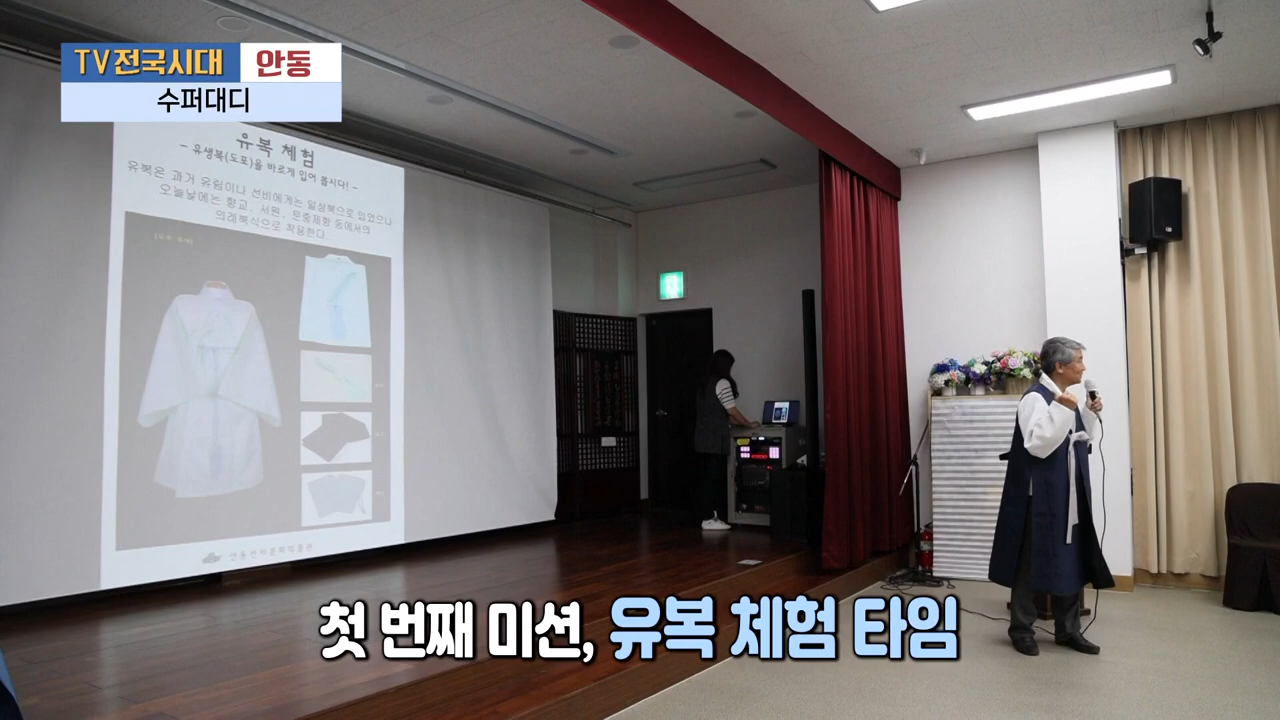 TV전국시대 안동
수퍼대디
유복 체험
- 유생복(도포)을 바르게 입어 봅시다! -
유복은 과거 유림이나 선비에게는 일상복으로 입었으나
오늘날에는 향교, 서원, 문중제향 등에서의
의례복식으로 착용한다
첫 번째 미션, 유복 체험 타임